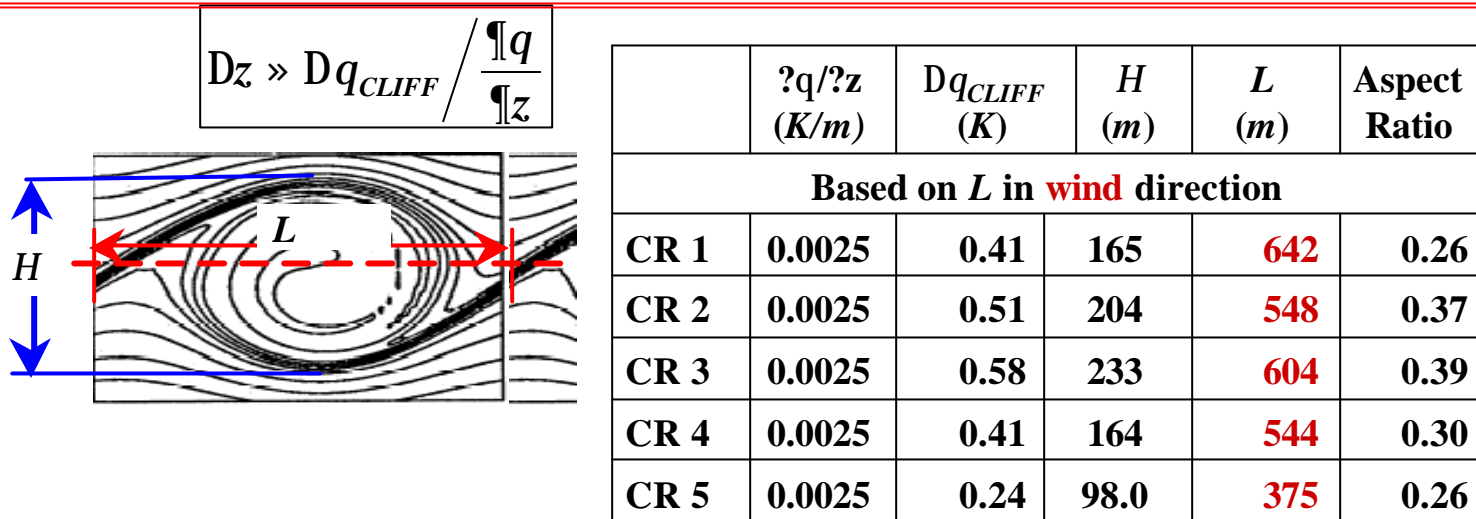 Dz » D q_CLIFF / ¶q
¶z
L
H
?q/?z Dq_CLIFF H L Aspect
(K/m) (K) (m) (m) Ratio
Based on L in wind direction
CR 1 0.0025 0.41 165 642 0.26
CR 2 0.0025 0.51 204 548 0.37
CR 3 0.0025 0.58 233 604 0.39
CR 4 0.0025 0.41 164 544 0.30
CR 5 0.0025 0.24 98.0 375 0.26